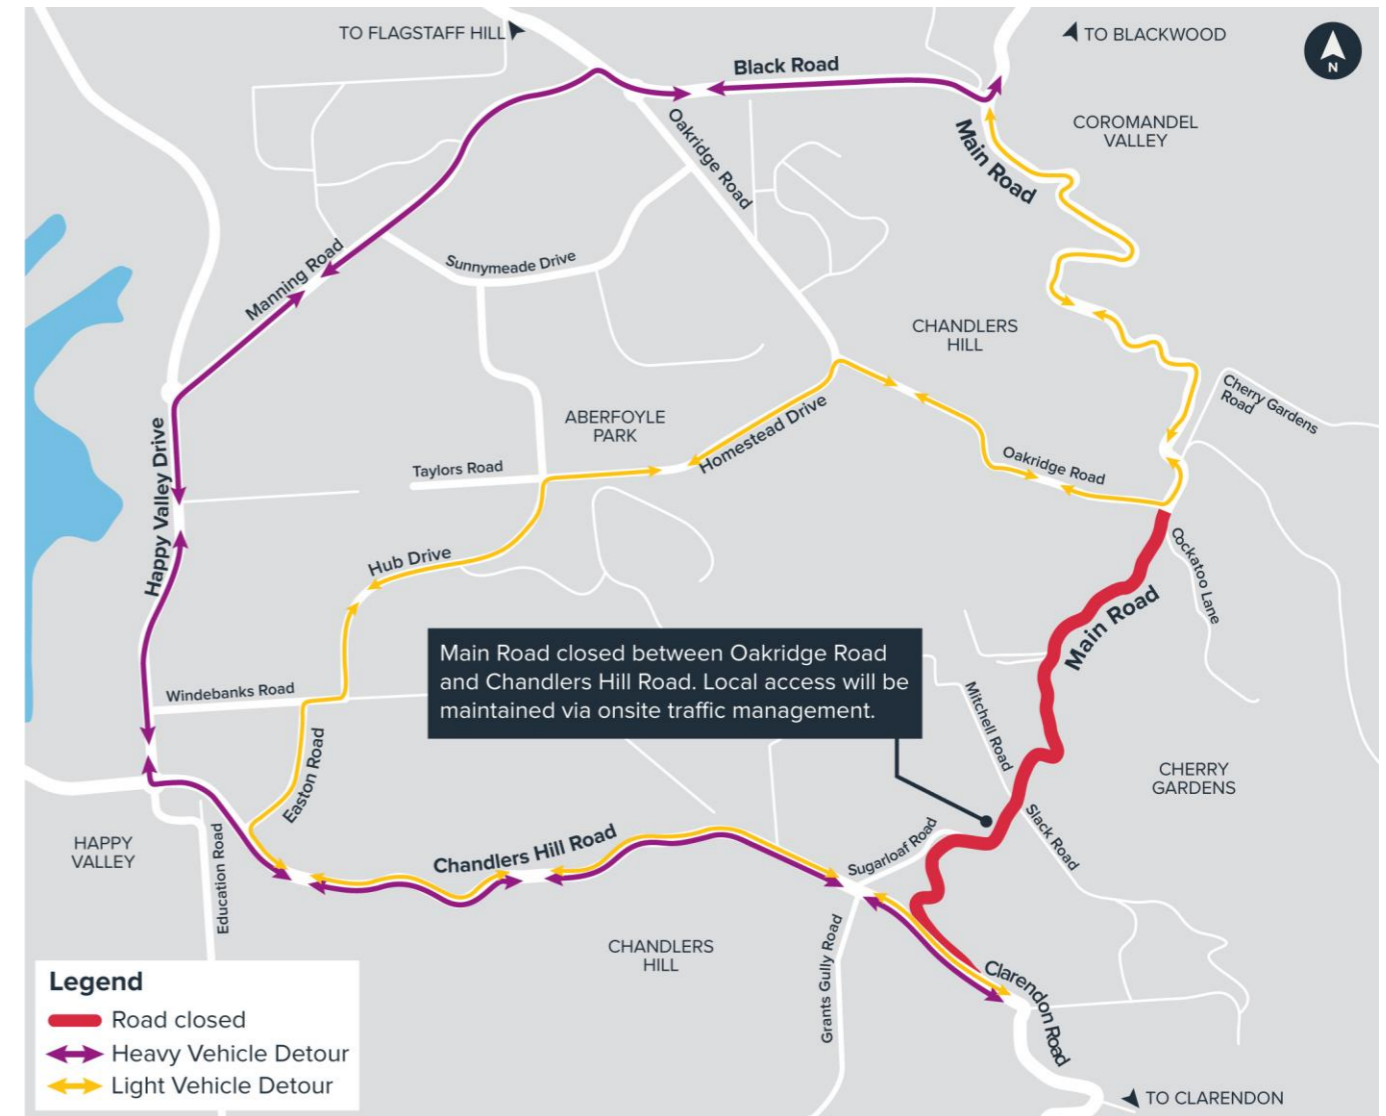 TO FLAGSTAFF HILL
TO BLACKWOOD
N
Black Road
COROMANDEL
VALLEY
Oakridge Road
Main Road
Manning Road
Sunnymeade Drive
CHANDLERS
HILL
Cherry Gardens
Road
ABERFOYLE
PARK
Homestead Drive
Happy Valley Drive
Taylors Road
Oakridge Road
Hub Drive
Cockatoo Lane
Main Road
Main Road closed between Oakridge Road
and Chandlers Hill Road. Local access will be
maintained via onsite traffic management.
Windebanks Road
Mitchell Road
Easton Road
CHERRY
GARDENS
HAPPY
VALLEY
Education Road
Chandlers Hill Road
Sugarloaf Road
Slack Road
CHANDLERS
HILL
Grants Gully Road
Clarendon Road
Legend
Road closed
Heavy Vehicle Detour
Light Vehicle Detour
TO CLARENDON